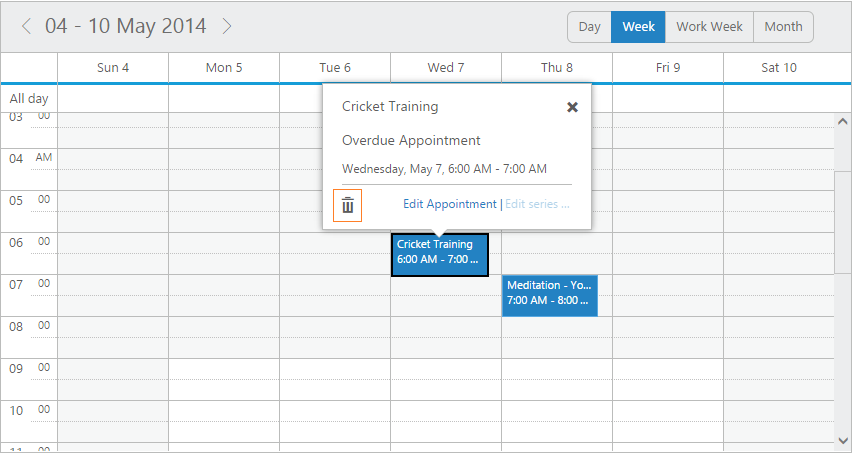 04 - 10 May 2014
Day Week Work Week Month
Sun 4 Mon 5 Tue 6 Wed 7 Thu 8 Fri 9 Sat 10
All day
03 00
04 AM
05 00
06 00
07 00
08 00
09 00
10 00
11 00
Cricket Training
Overdue Appointment
Wednesday, May 7, 6:00 AM - 7:00 AM
Edit Appointment | Edit series ...
Cricket Training
6:00 AM - 7:00 ...
Meditation - Yo...
7:00 AM - 8:00 ...